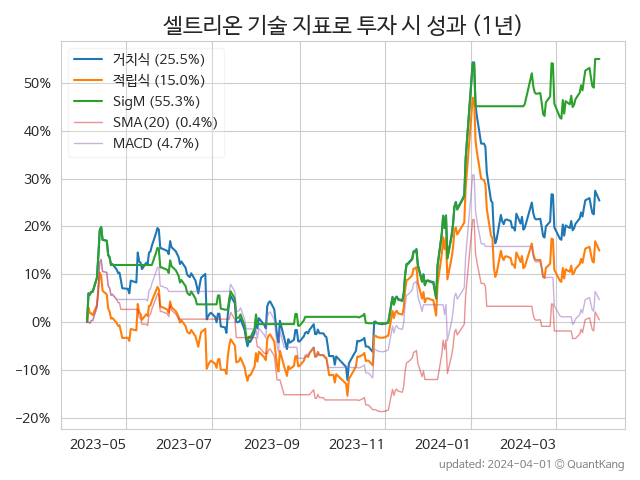 셀트리온 기술 지표로 투자 시 성과 (1년)
거치식 (25.5%)
적립식 (15.0%)
SigM (55.3%)
SMA(20) (0.4%)
MACD (4.7%)
50%
40%
30%
20%
10%
0%
−10%
−20%
2023-05 2023-07 2023-09 2023-11 2024-01 2024-03
updated: 2024-04-01 © QuantKang